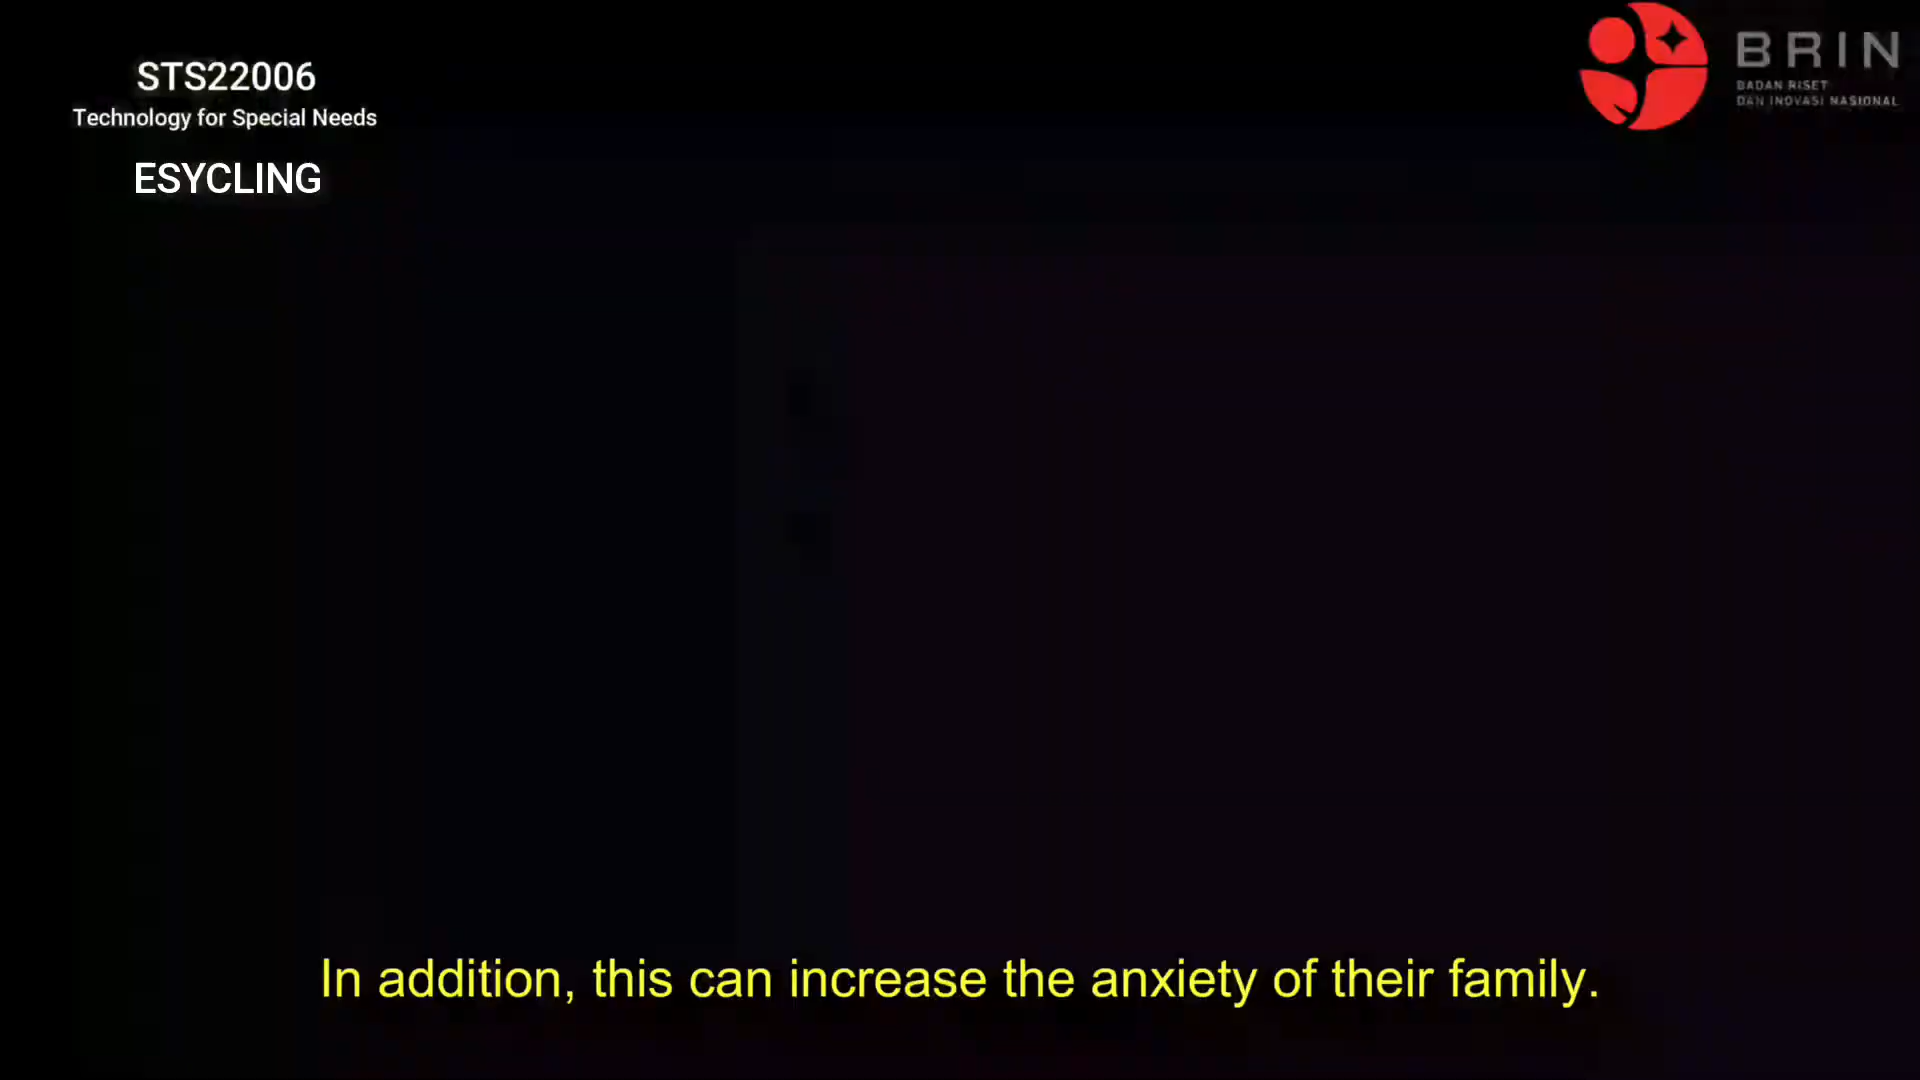 STS22006
Technology for Special Needs
ESYCLING
BRIN
BADAN RISET
DAN INOVASI NASIONAL
In addition, this can increase the anxiety of their family.